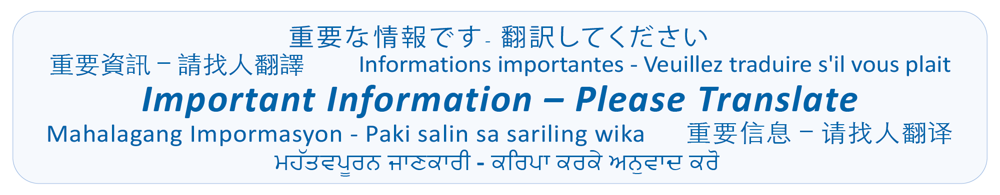 重要な情報です - 翻訳してください
重要資訊 – 請找人翻譯
Informations importantes - Veuillez traduire s'il vous plait
Important Information – Please Translate
Mahalagang Impormasyon - Paki salin sa sariling wika
重要信息 – 请找人翻译
ਮਹੱਤਵਪੂਰਨ ਜਾਣਕਾਰੀ - ਕਰਿਪਾ ਕਰਕੇ ਅਨੁਵਾਦ ਕਰੋ